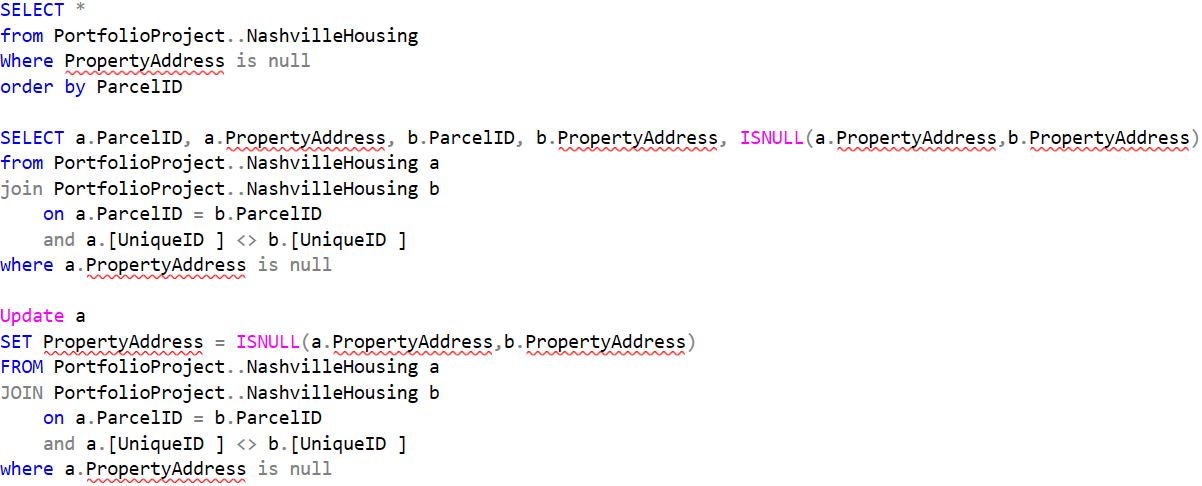 SELECT *
from PortfolioProject..NashvilleHousing
Where PropertyAddress is null
order by ParcelID

SELECT a.ParcelID, a.PropertyAddress, b.ParcelID, b.PropertyAddress, ISNULL(a.PropertyAddress,b.PropertyAddress)
from PortfolioProject..NashvilleHousing a
join PortfolioProject..NashvilleHousing b
    on a.ParcelID = b.ParcelID
    and a.[UniqueID ] <> b.[UniqueID ]
where a.PropertyAddress is null

Update a
SET PropertyAddress = ISNULL(a.PropertyAddress,b.PropertyAddress)
FROM PortfolioProject..NashvilleHousing a
JOIN PortfolioProject..NashvilleHousing b
    on a.ParcelID = b.ParcelID
    and a.[UniqueID ] <> b.[UniqueID ]
where a.PropertyAddress is null